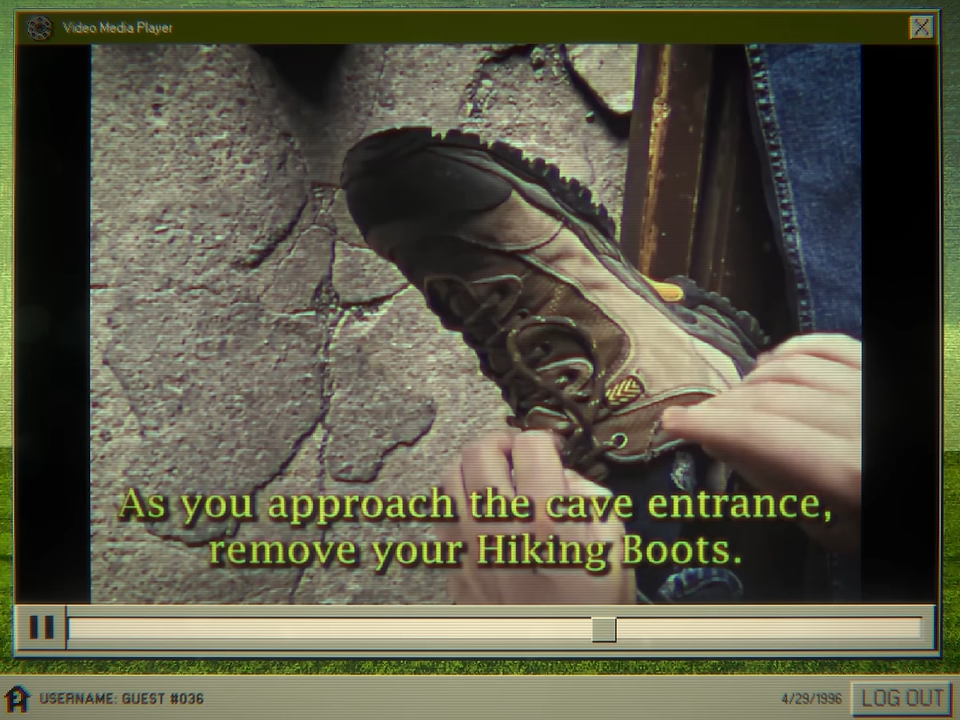 Video Media Player
As you approach the cave entrance,
remove your Hiking Boots.
USERNAME: GUEST #036
4/29/1996
LOG OUT